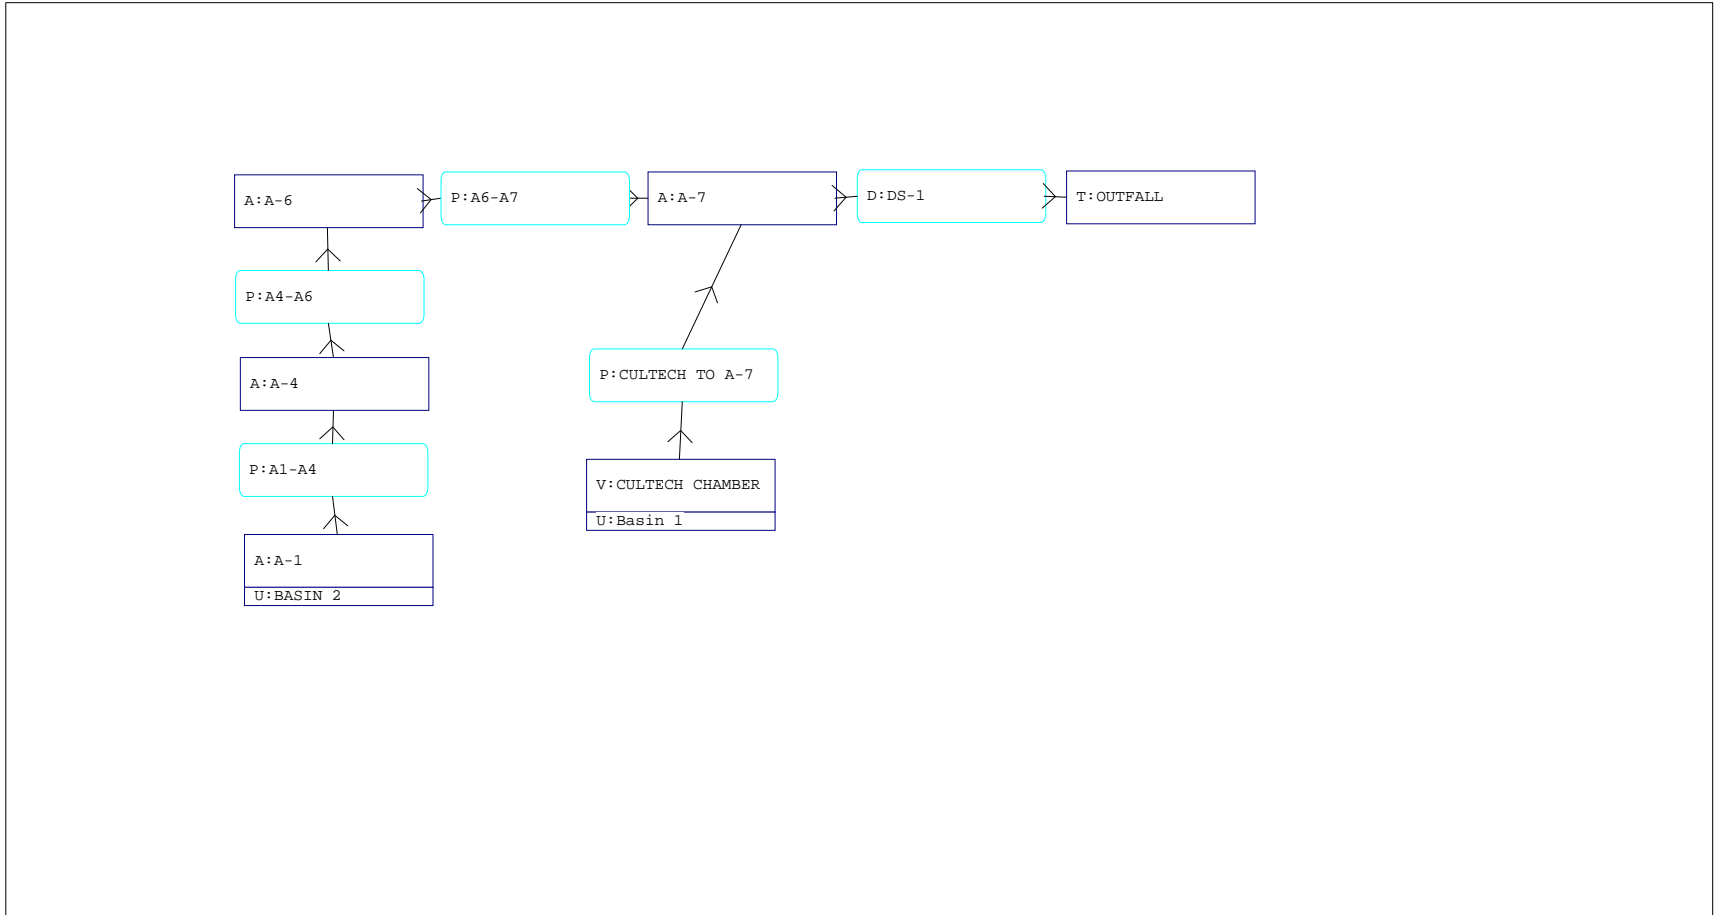 A:A-6
P:A6-A7
A:A-7
D:DS-1
T:OUTFALL
P:A4-A6
A:A-4
P:CULTECH TO A-7
P:A1-A4
V:CULTECH CHAMBER
U:Basin 1
A:A-1
U:BASIN 2